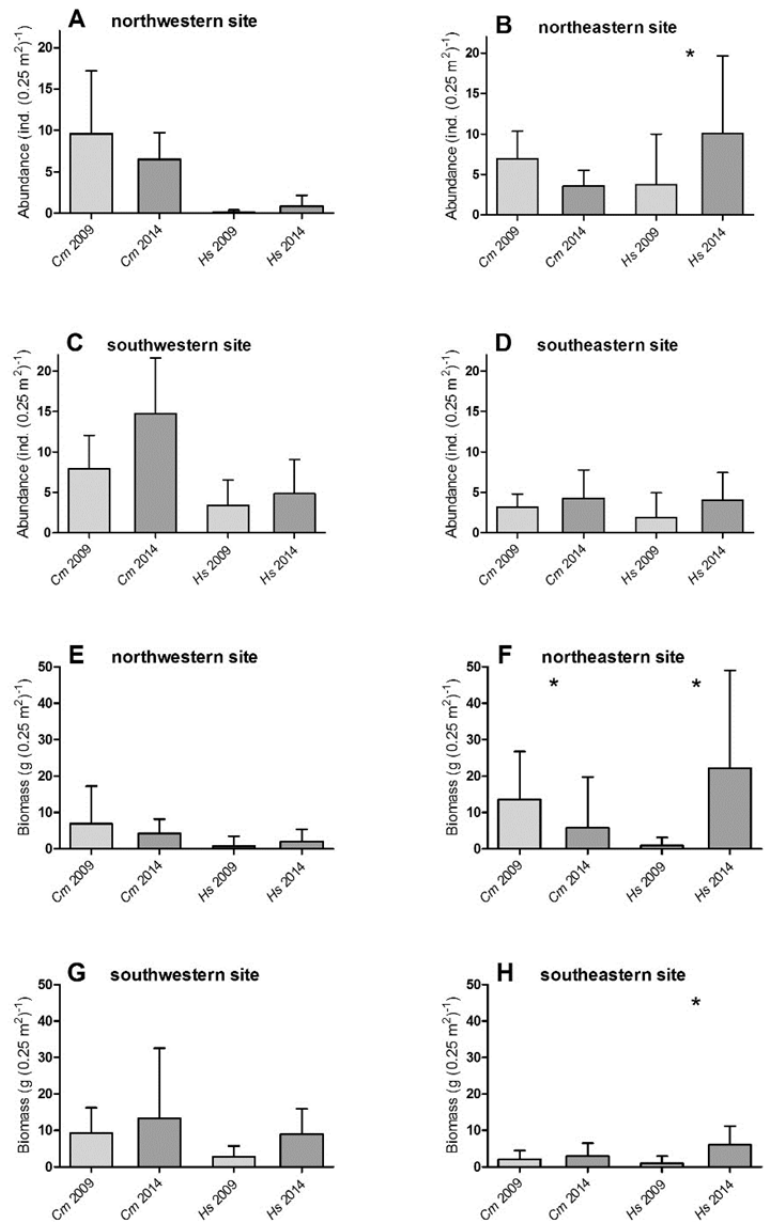 A northwestern site
Abundance (ind. (0.25 m²)⁻¹)
20
15
10
5
0
Cm 2009
Cm 2014
Hs 2009
Hs 2014
B northeastern site
*
Abundance (ind. (0.25 m²)⁻¹)
20
15
10
5
0
Cm 2009
Cm 2014
Hs 2009
Hs 2014
C southwestern site
Abundance (ind. (0.25 m²)⁻¹)
20
15
10
5
0
Cm 2009
Cm 2014
Hs 2009
Hs 2014
D southeastern site
Abundance (ind. (0.25 m²)⁻¹)
20
15
10
5
0
Cm 2009
Cm 2014
Hs 2009
Hs 2014
E northwestern site
Biomass (g (0.25 m²)⁻¹)
50
40
30
20
10
0
Cm 2009
Cm 2014
Hs 2009
Hs 2014
F northeastern site
* *
Biomass (g (0.25 m²)⁻¹)
50
40
30
20
10
0
Cm 2009
Cm 2014
Hs 2009
Hs 2014
G southwestern site
Biomass (g (0.25 m²)⁻¹)
50
40
30
20
10
0
Cm 2009
Cm 2014
Hs 2009
Hs 2014
H southeastern site
*
Biomass (g (0.25 m²)⁻¹)
50
40
30
20
10
0
Cm 2009
Cm 2014
Hs 2009
Hs 2014